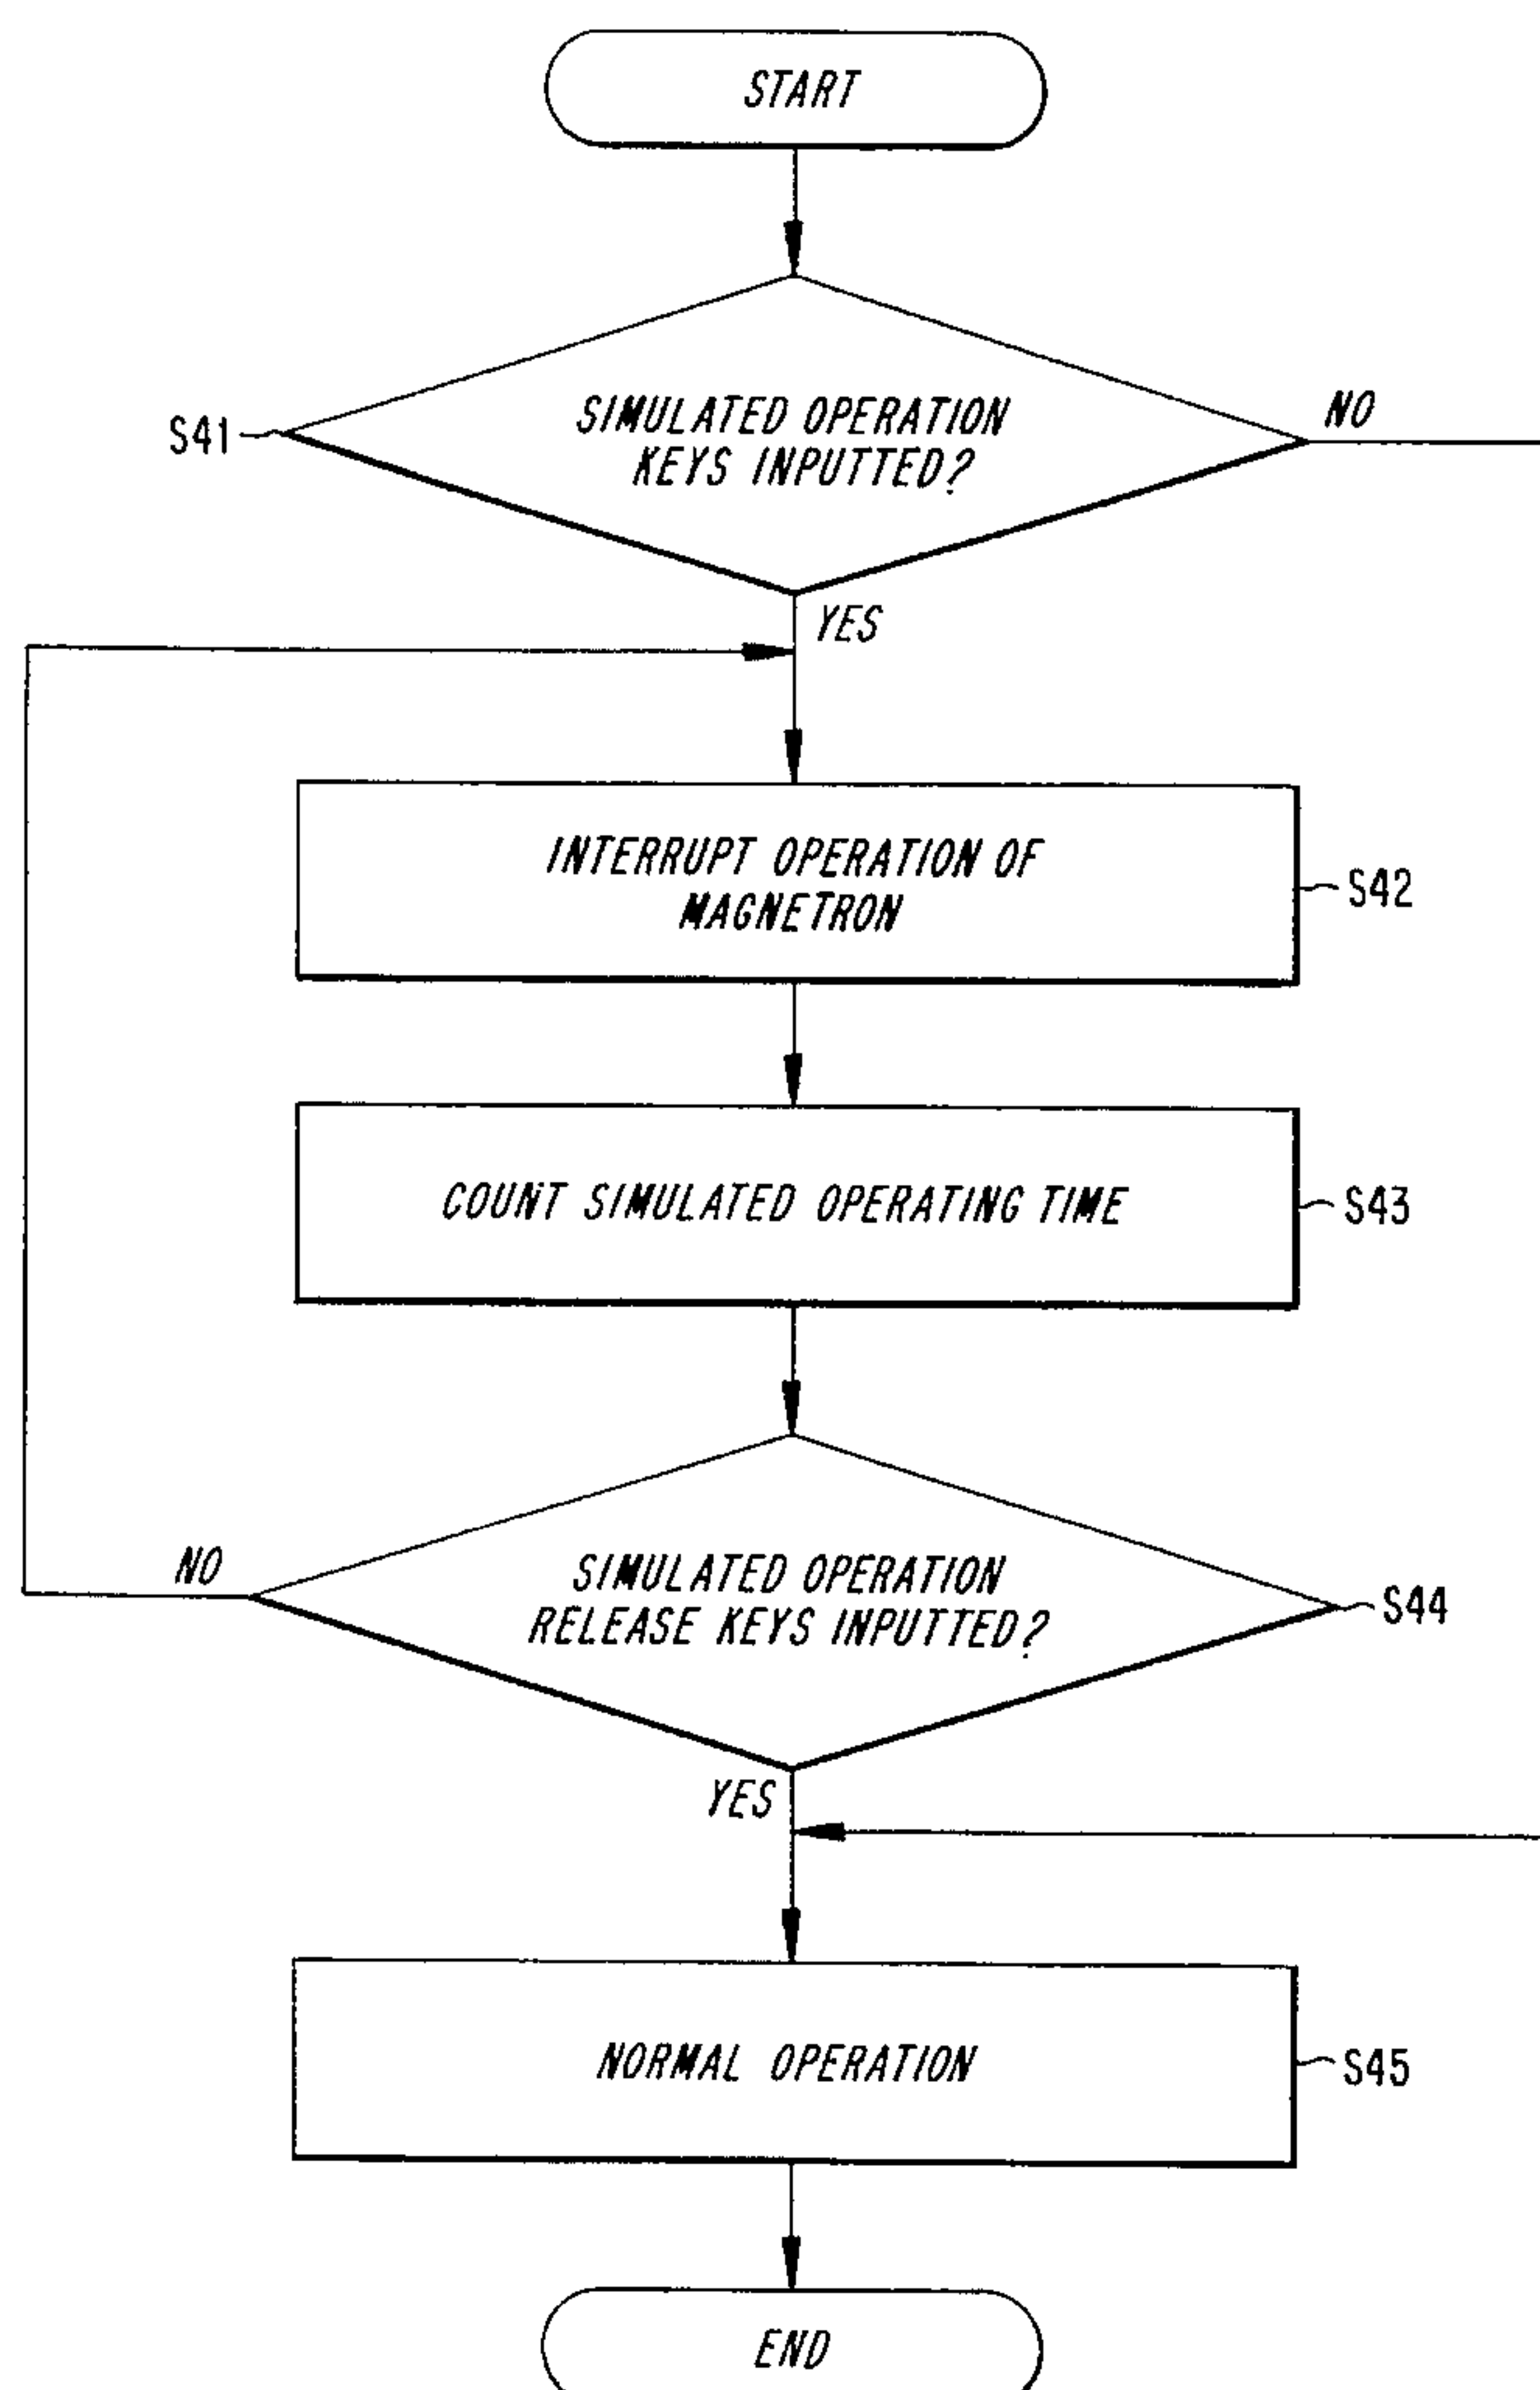 START
S41
SIMULATED OPERATION
KEYS INPUTTED?
NO
YES
INTERRUPT OPERATION OF
MAGNETRON
S42
COUNT SIMULATED OPERATING TIME
S43
NO
SIMULATED OPERATION
RELEASE KEYS INPUTTED?
S44
YES
NORMAL OPERATION
S45
END